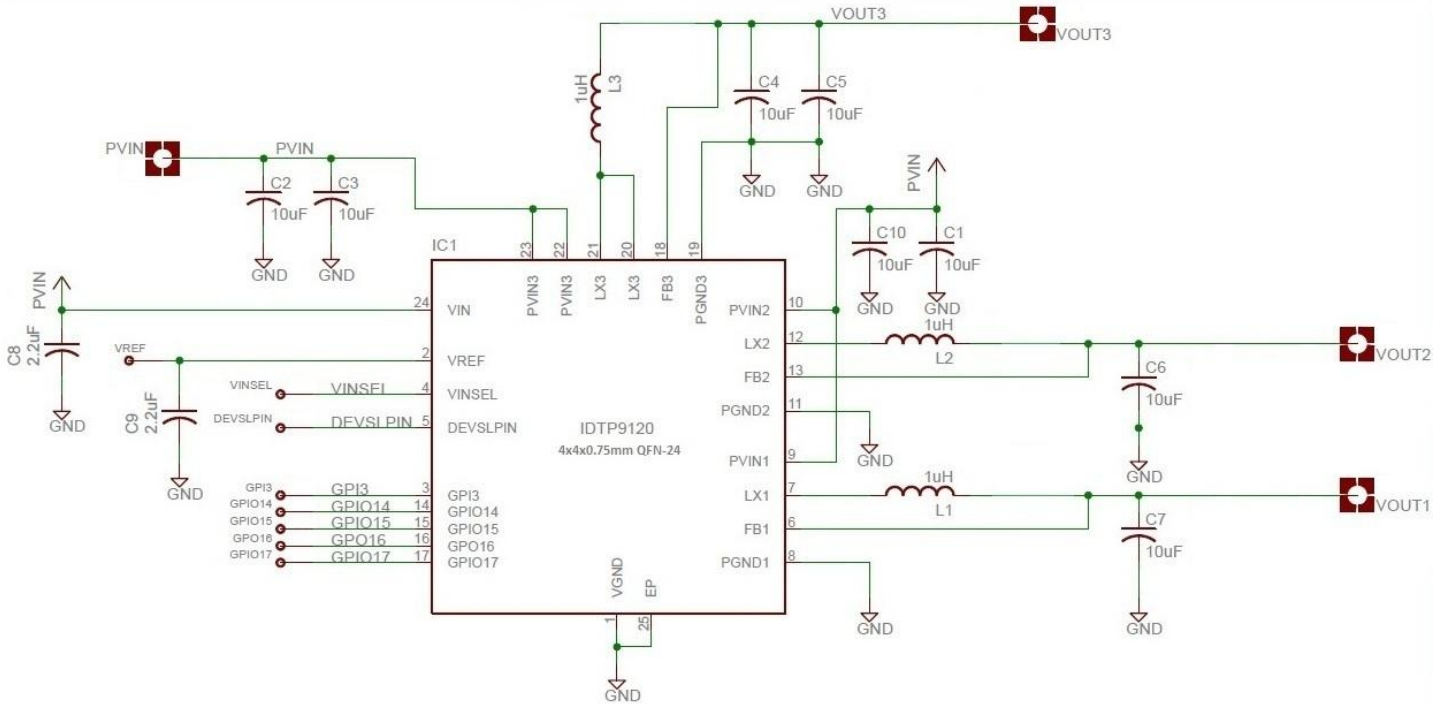 VOUT3
VOUT3
1uH
L3
C4
10uF
C5
10uF
GND
GND
PVIN
PVIN
C2
10uF
C3
10uF
GND
GND
PVIN
C10
10uF
C1
10uF
GND
GND
IC1
23
22
21
20
18
19
PVIN3
PVIN3
LX3
LX3
FB3
PGND3
PVIN
C8
2.2uF
GND
24
VIN
VREF
2
VREF
C9
2.2uF
GND
VINSEL
VINSEL
4
VINSEL
DEVSLPIN
DEVSLPIN
5
DEVSLPIN
GPI3
GPI3
3
GPI3
GPIO14
GPIO14
14
GPIO14
GPIO15
GPIO15
15
GPIO15
GPO16
GPO16
16
GPO16
GPIO17
GPIO17
17
GPIO17
IDTP9120
4x4x0.75mm QFN-24
PVIN2
10
LX2
12
1uH
L2
VOUT2
FB2
13
C6
10uF
GND
PGND2
11
GND
PVIN1
9
LX1
7
1uH
L1
VOUT1
FB1
6
C7
10uF
GND
PGND1
8
GND
VGND
EP
1
25
GND